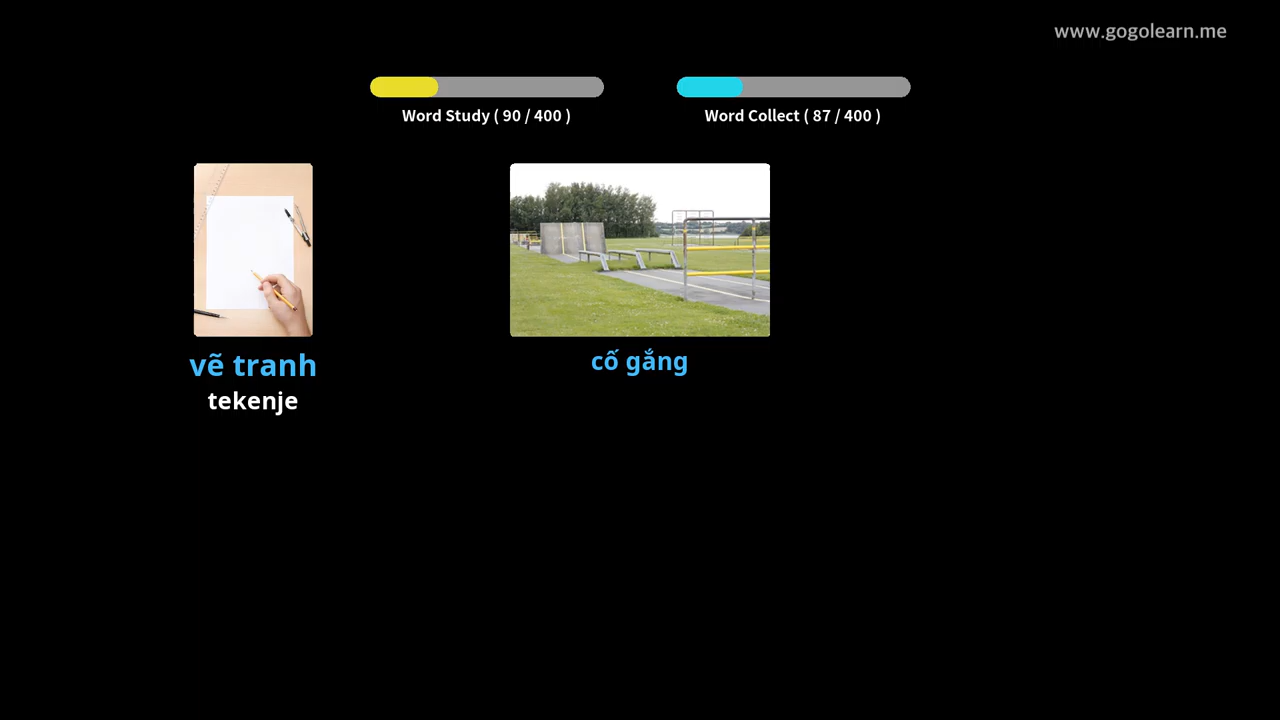 www.gogolearn.me
Word Study ( 90 / 400 )
Word Collect ( 87 / 400 )
vẽ tranh
tekenje
cố gắng